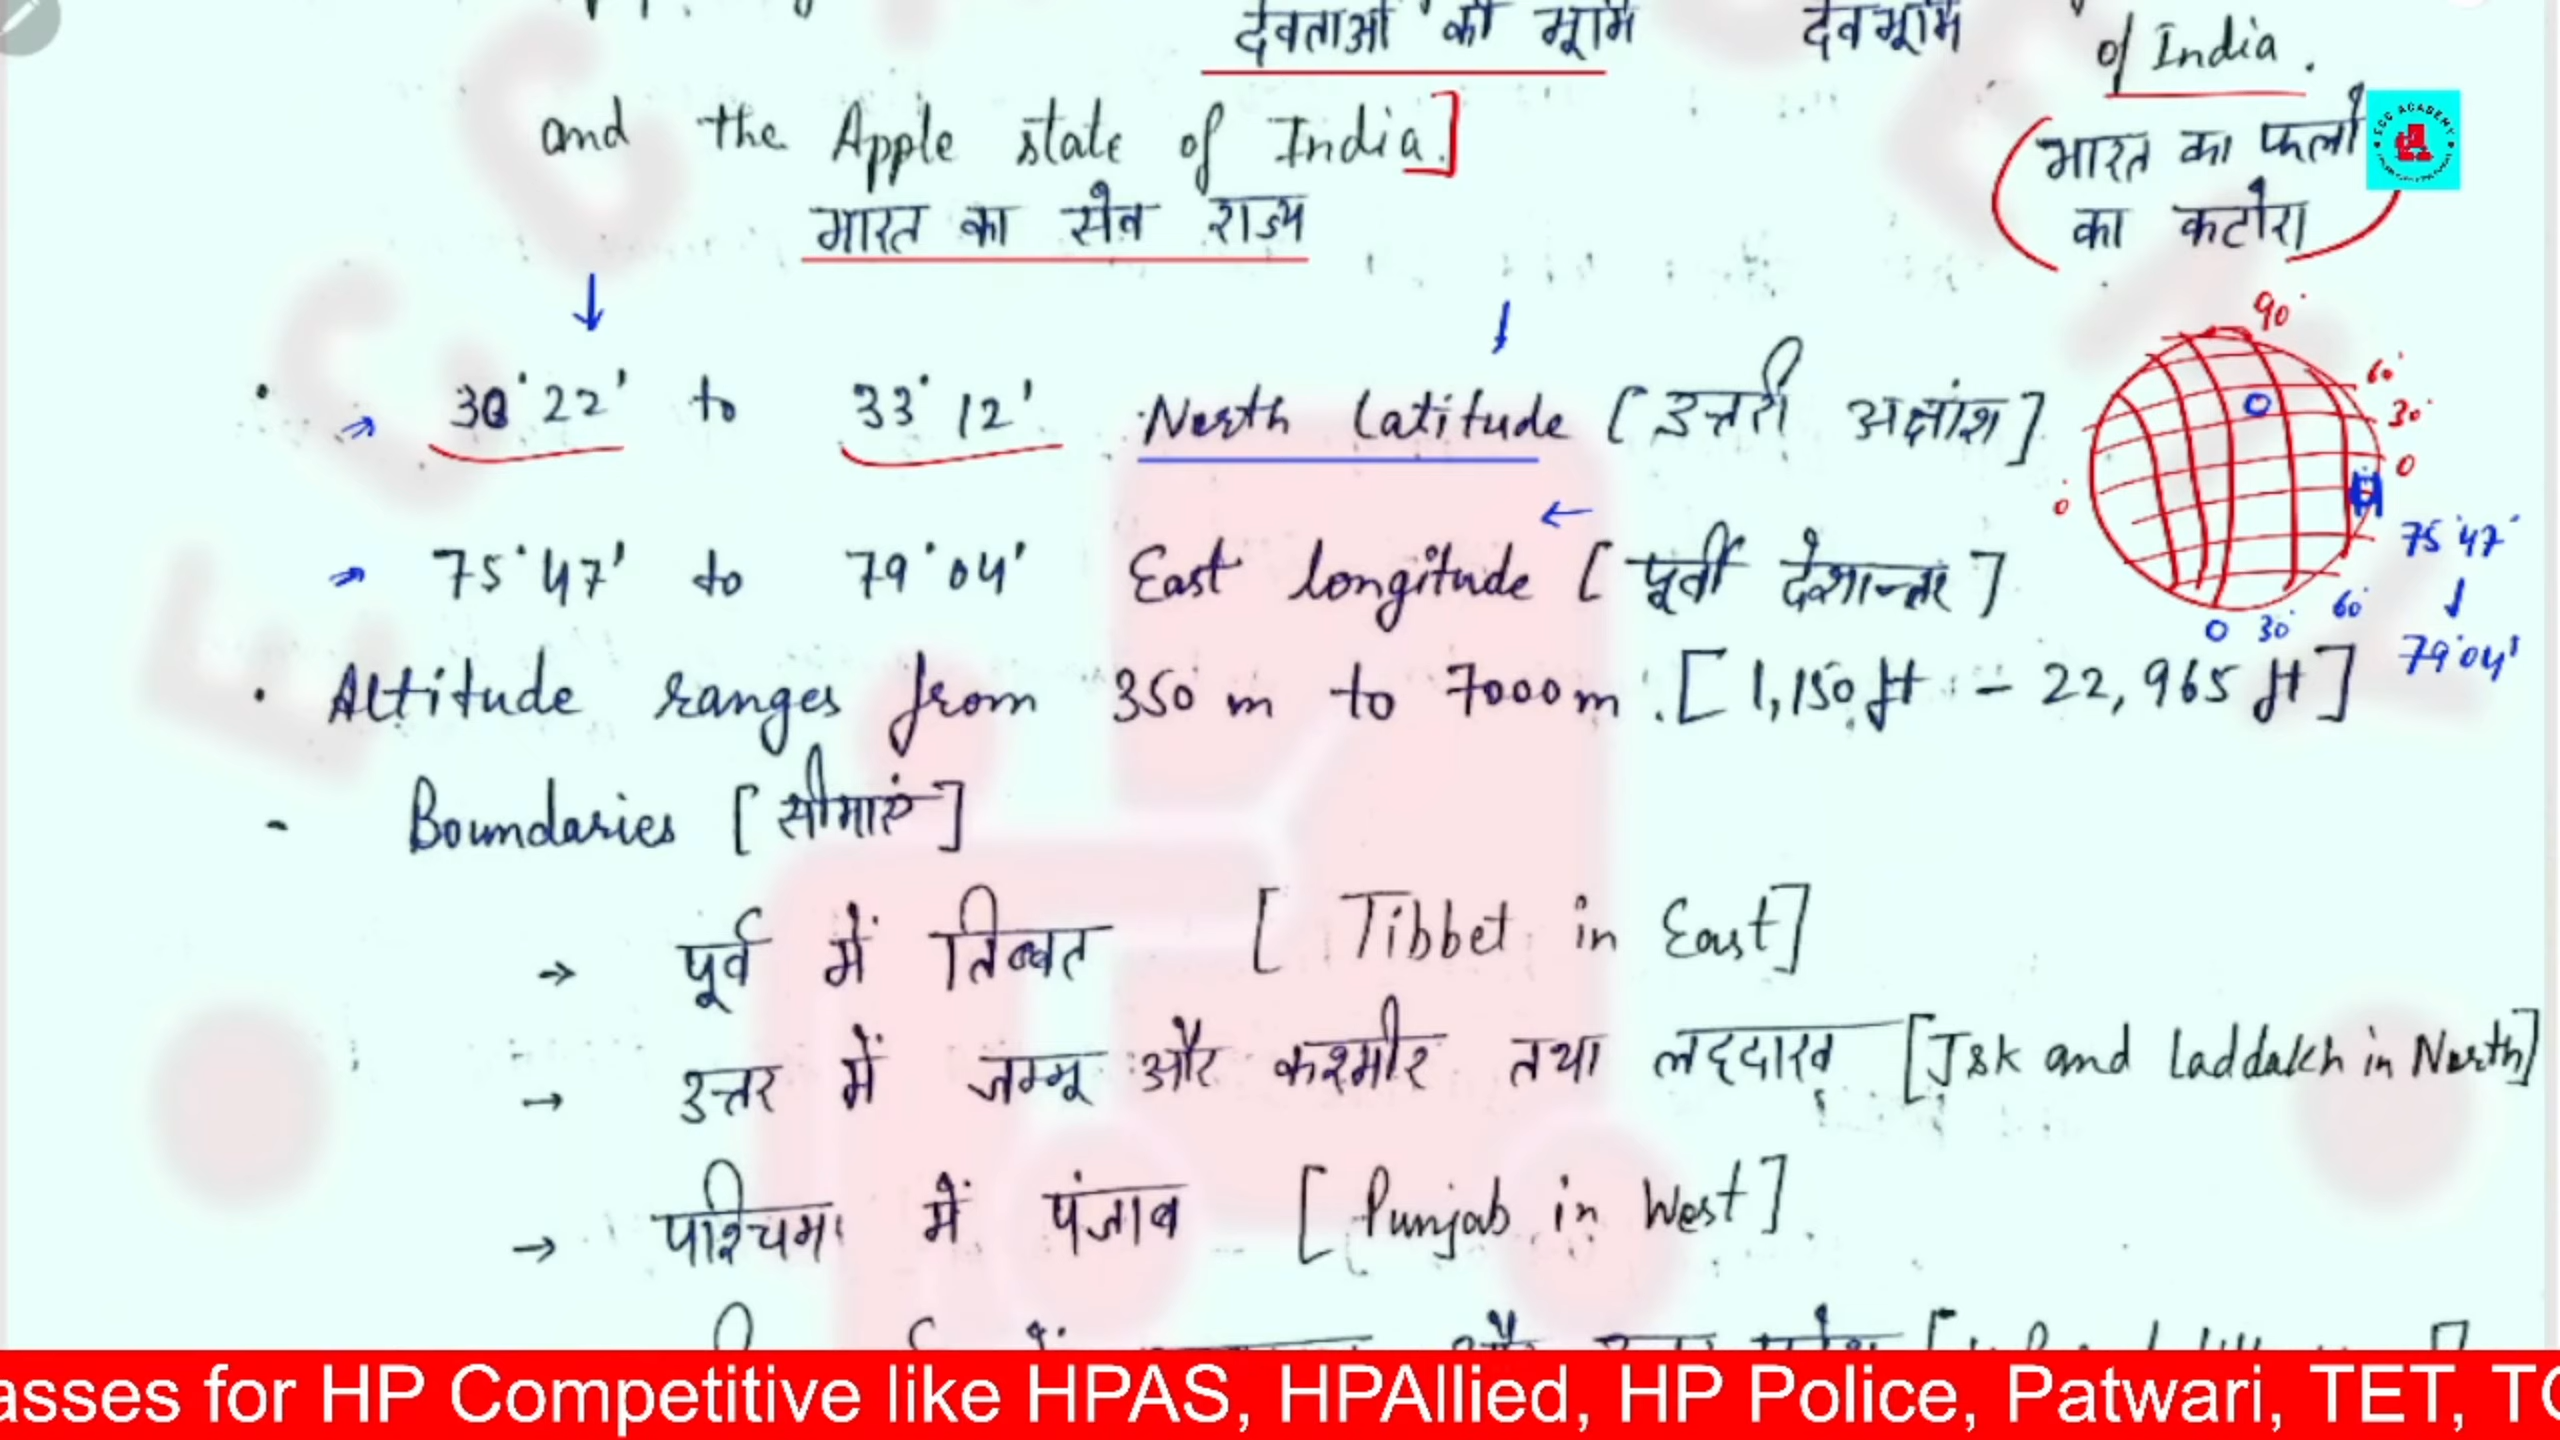 देवताओं की भूमि देवभूमि of India.
and the Apple state of India]
(भारत का फलों
का कटोरा)
भारत का सेब राज्य
90°
60°
30°
0
0
→ 30°22' to 33°12' North Latitude [उत्तरी अक्षांश]
→ 75°47' to 79°04' East longitude [पूर्वी देशान्तर]
75°47'
↓
79°04'
0 30° 60°
· Altitude ranges from 350 m to 7000 m. [1,150 ft - 22,965 ft]
- Boundaries [सीमाएं]
→ पूर्व में तिब्बत [Tibbet in East]
→ उत्तर में जम्मू और कश्मीर तथा लद्दाख [J&K and Laddakh in North]
→ पश्चिम में पंजाब [Punjab in West]
asses for HP Competitive like HPAS, HPAllied, HP Police, Patwari, TET, TG